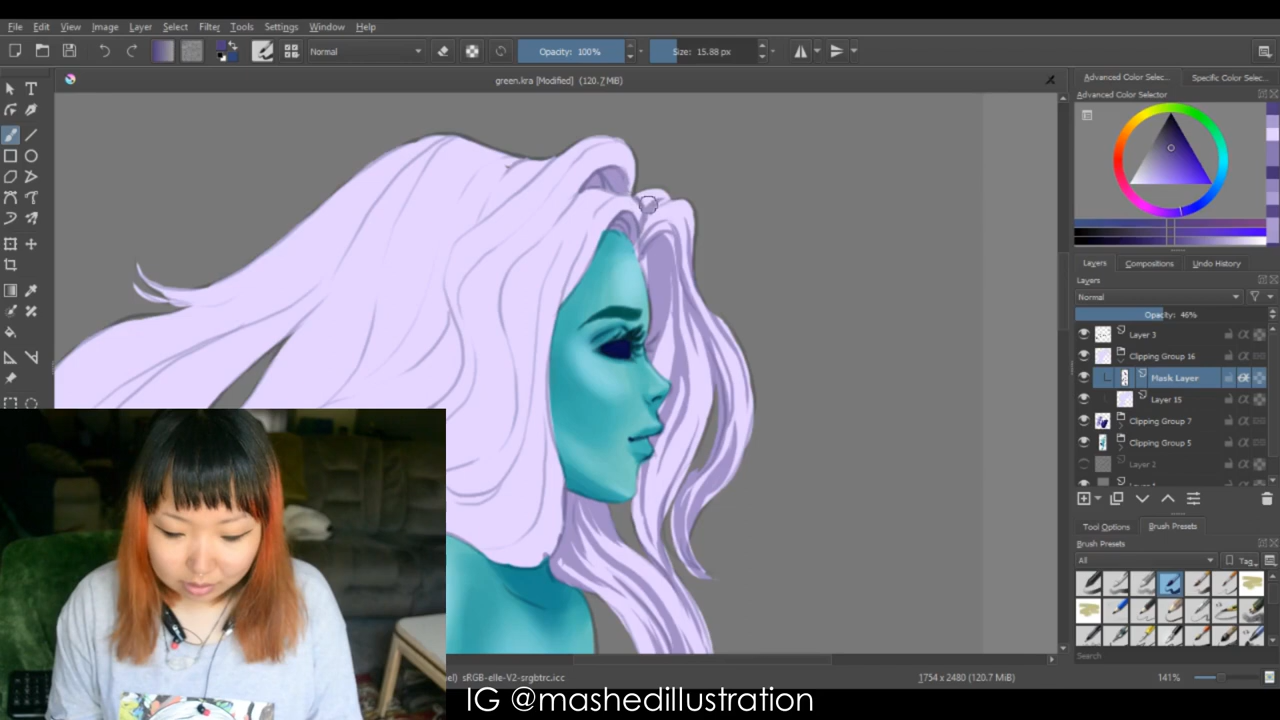 File Edit View Image Layer Select Filter Tools Settings Window Help
Normal Opacity: 100% Size: 15.88 px
green.kra [Modified] (120.7 MiB)
Advanced Color Selec... Specific Color Selec...
Advanced Color Selector
Layers Compositions Undo History
Layers
Normal
Opacity: 46%
Layer 3
Clipping Group 16
Mask Layer
Layer 15
Clipping Group 7
Clipping Group 5
Layer 2
Tool Options Brush Presets
Brush Presets
All Tag
Search
sRGB-elle-V2-srgbtrc.icc 1754 x 2480 (120.7 MiB) 141%
IG @mashedillustration